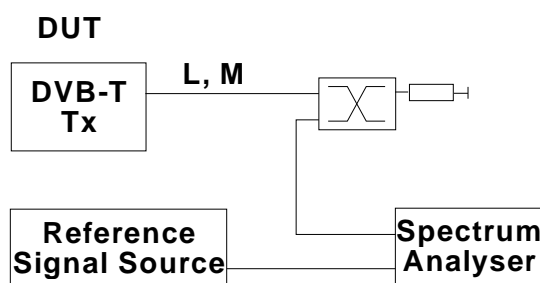 DUT
DVB-T
Tx
L, M
Reference
Signal Source
Spectrum
Analyser